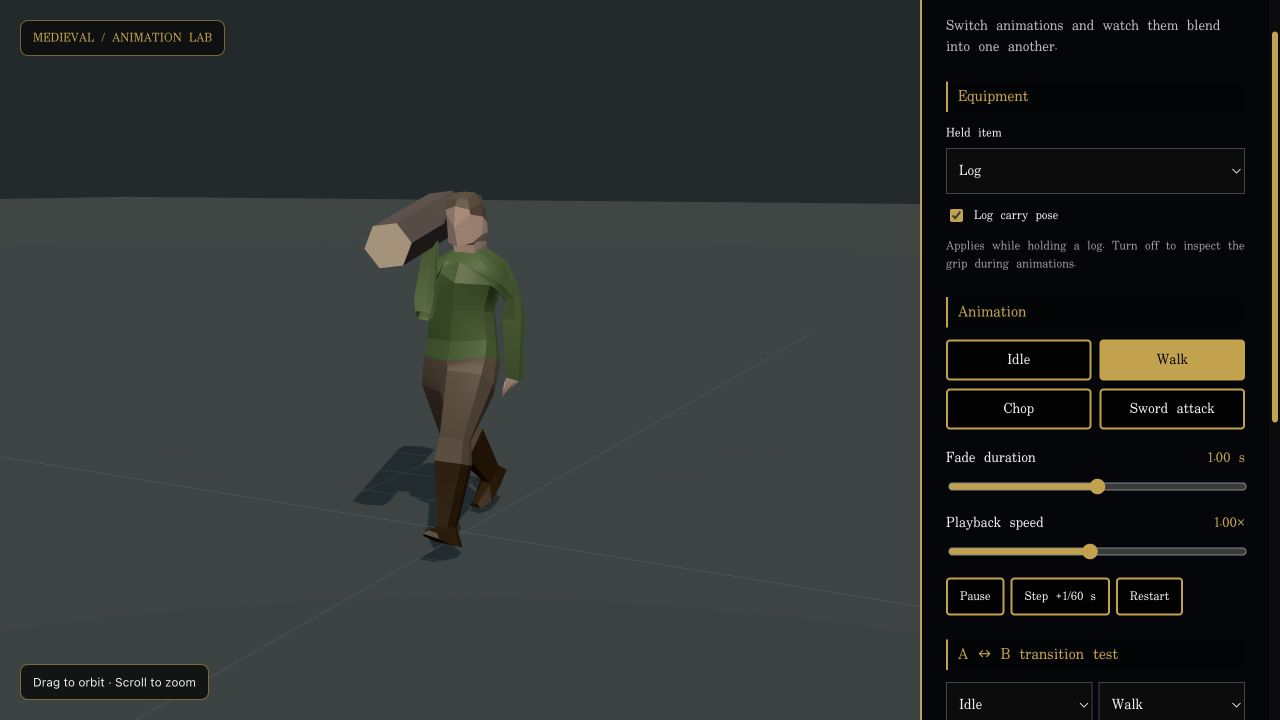 MEDIEVAL / ANIMATION LAB
Switch animations and watch them blend
into one another.
Equipment
Held item
Log
Log carry pose
Applies while holding a log. Turn off to inspect the
grip during animations.
Animation
Idle
Walk
Chop
Sword attack
Fade duration
1.00 s
Playback speed
1.00×
Pause
Step +1/60 s
Restart
A ↔ B transition test
Idle
Walk
Drag to orbit · Scroll to zoom